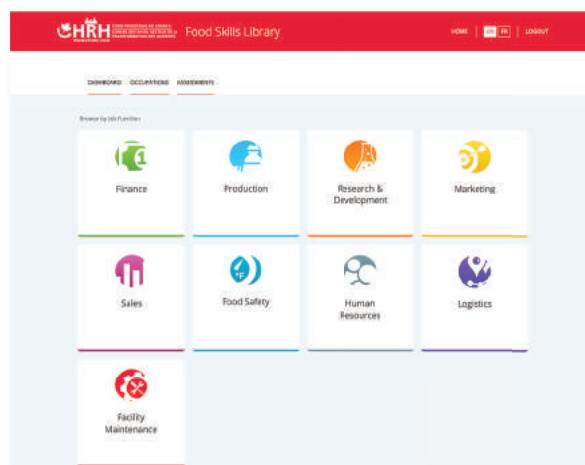 CHRH
Food Skills Library
HOME
EN FR
LOGOUT
DASHBOARD OCCUPATIONS ASSESSMENTS
Browse by Job Function
Finance
Production
Research &
Development
Marketing
Sales
Food Safety
Human
Resources
Logistics
Facility
Maintenance